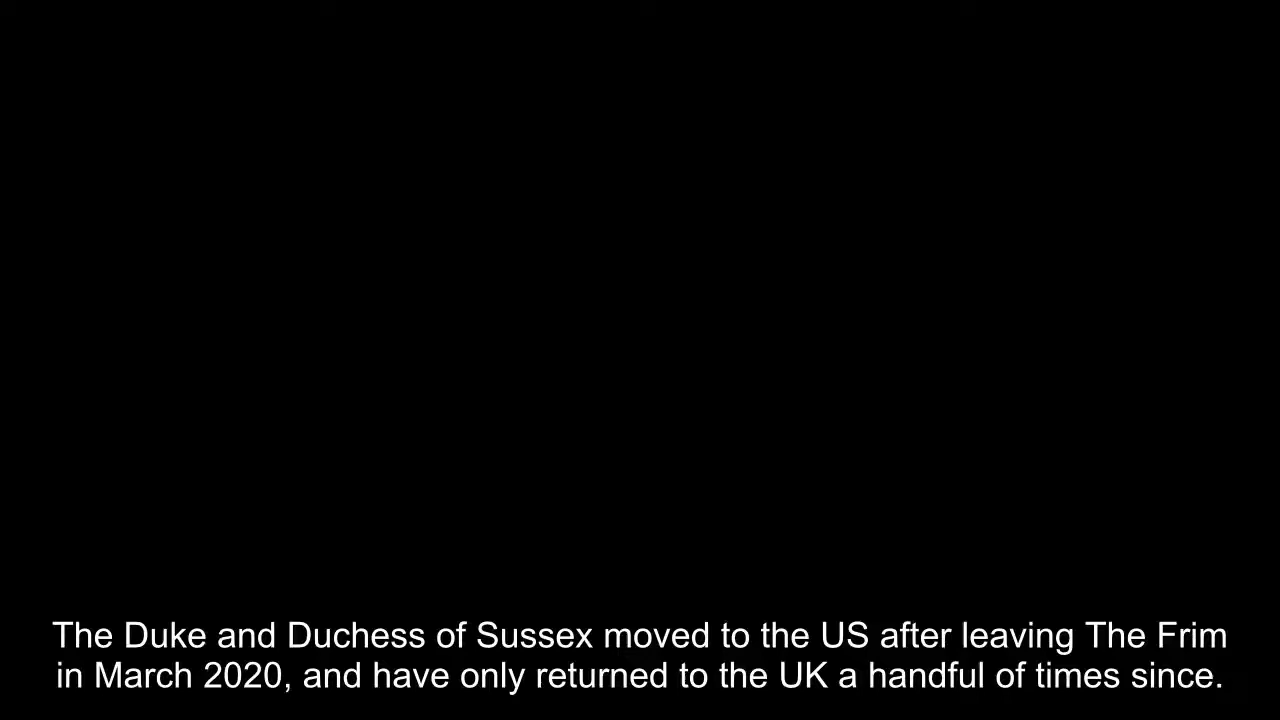 The Duke and Duchess of Sussex moved to the US after leaving The Frim
in March 2020, and have only returned to the UK a handful of times since.